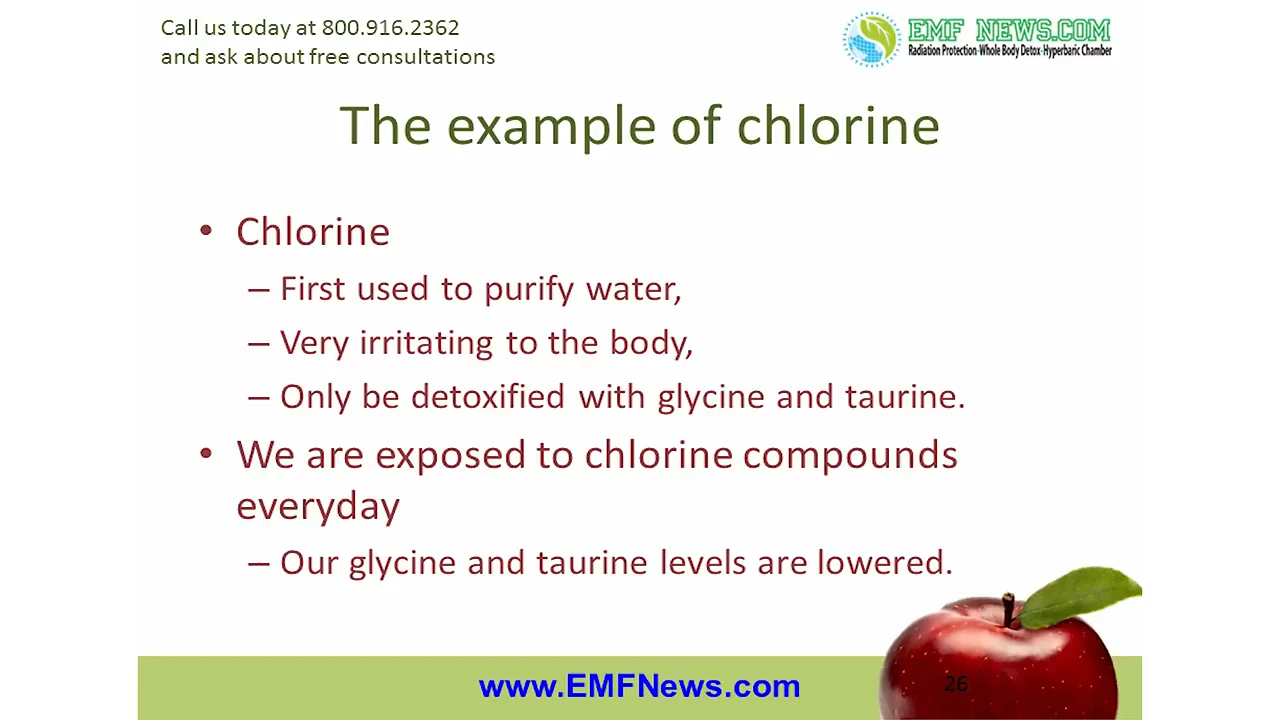 Call us today at 800.916.2362
and ask about free consultations
EMF NEWS.COM
Radiation Protection-Whole Body Detox-Hyperbaric Chamber
The example of chlorine
• Chlorine
– First used to purify water,
– Very irritating to the body,
– Only be detoxified with glycine and taurine.
• We are exposed to chlorine compounds
everyday
– Our glycine and taurine levels are lowered.
www.EMFNews.com
26